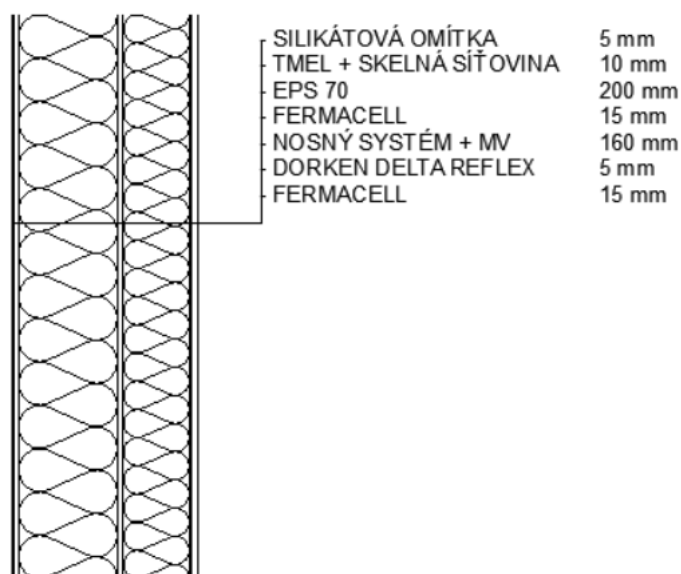 SILIKÁTOVÁ OMÍTKA 5 mm
TMEL + SKELNÁ SÍŤOVINA 10 mm
EPS 70 200 mm
FERMACELL 15 mm
NOSNÝ SYSTÉM + MV 160 mm
DORKEN DELTA REFLEX 5 mm
FERMACELL 15 mm